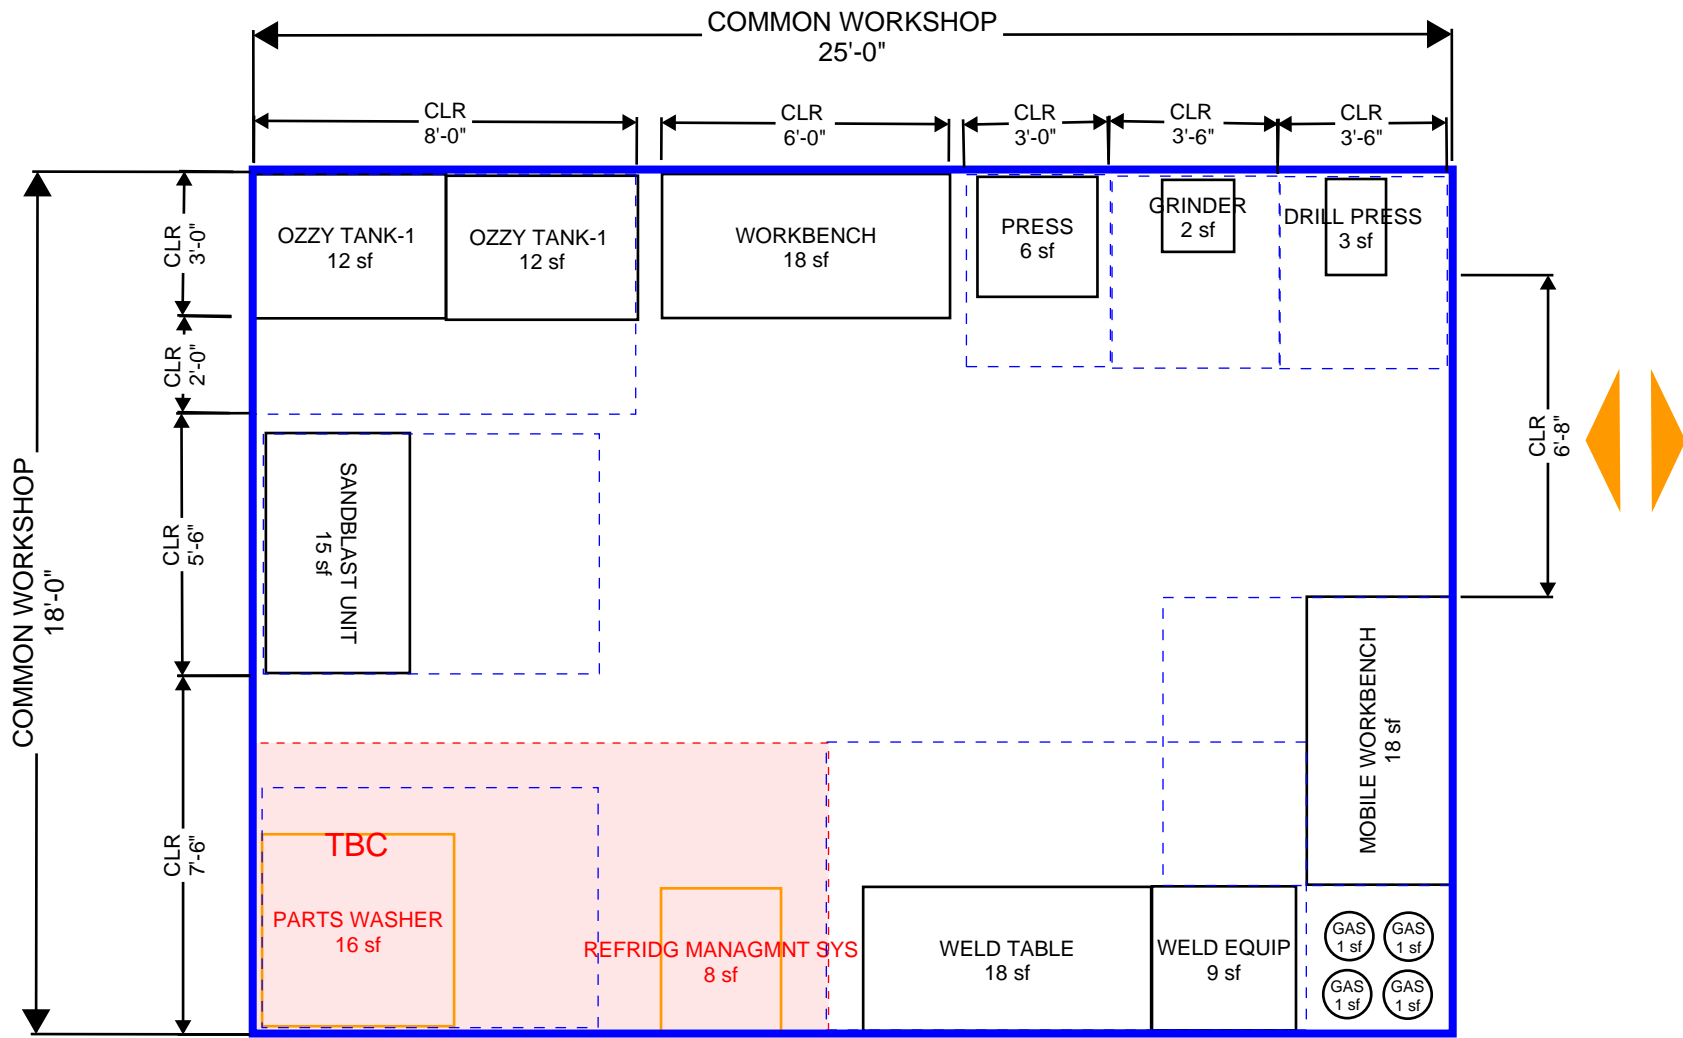 COMMON WORKSHOP
25'-0"
CLR
8'-0"
CLR
6'-0"
CLR
3'-0"
CLR
3'-6"
CLR
3'-6"
COMMON WORKSHOP
18'-0"
CLR
3'-0"
CLR
2'-0"
CLR
5'-6"
CLR
7'-6"
OZZY TANK-1
12 sf
OZZY TANK-1
12 sf
WORKBENCH
18 sf
PRESS
6 sf
GRINDER
2 sf
DRILL PRESS
3 sf
CLR
6'-8"
SANDBLAST UNIT
15 sf
MOBILE WORKBENCH
18 sf
TBC
PARTS WASHER
16 sf
REFRIDG MANAGMNT SYS
8 sf
WELD TABLE
18 sf
WELD EQUIP
9 sf
GAS
1 sf
GAS
1 sf
GAS
1 sf
GAS
1 sf